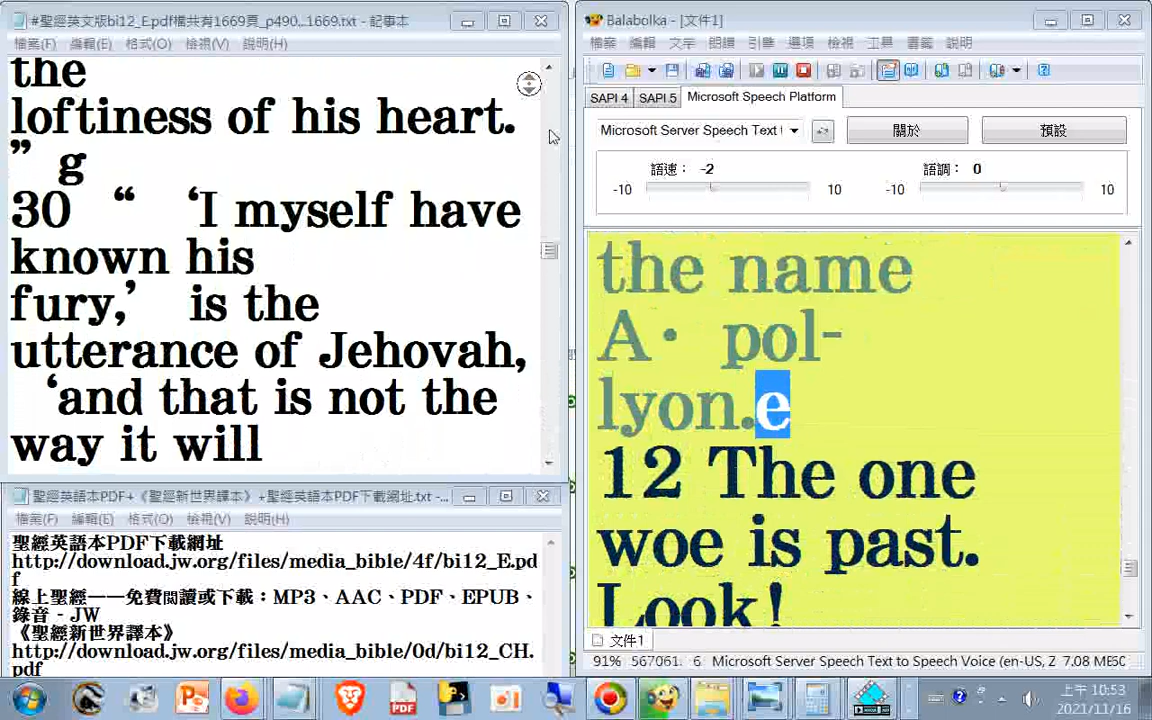 #聖經英文版bi12_E.pdf檔共有1669頁_p490,..1669.txt - 記事本
檔案(F) 編輯(E) 格式(O) 檢視(V) 說明(H)
the
loftiness of his heart.
” g
30 “ ‘I myself have
known his
fury,’ is the
utterance of Jehovah,
‘and that is not the
way it will
聖經英語本PDF+《聖經新世界譯本》+聖經英語本PDF下載網址.txt -...
檔案(F) 編輯(E) 格式(O) 檢視(V) 說明(H)
聖經英語本PDF下載網址
http://download.jw.org/files/media_bible/4f/bi12_E.pd
f
線上聖經——免費閱讀或下載：MP3、AAC、PDF、EPUB、
錄音 - JW
《聖經新世界譯本》
http://download.jw.org/files/media_bible/0d/bi12_CH.
pdf
Balabolka - [文件1]
檔案 編輯 文字 朗讀 引擎 選項 檢視 工具 書籤 說明
SAPI 4 SAPI 5 Microsoft Speech Platform
Microsoft Server Speech Text 關於 預設
語速： -2 語調： 0
-10 10 -10 10
the name
A· pol-
lyon.e
12 The one
woe is past.
Look!
文件1
91% 567061. 6 Microsoft Server Speech Text to Speech Voice (en-US, Z 7.08 ME
上午 10:53
2021/11/16